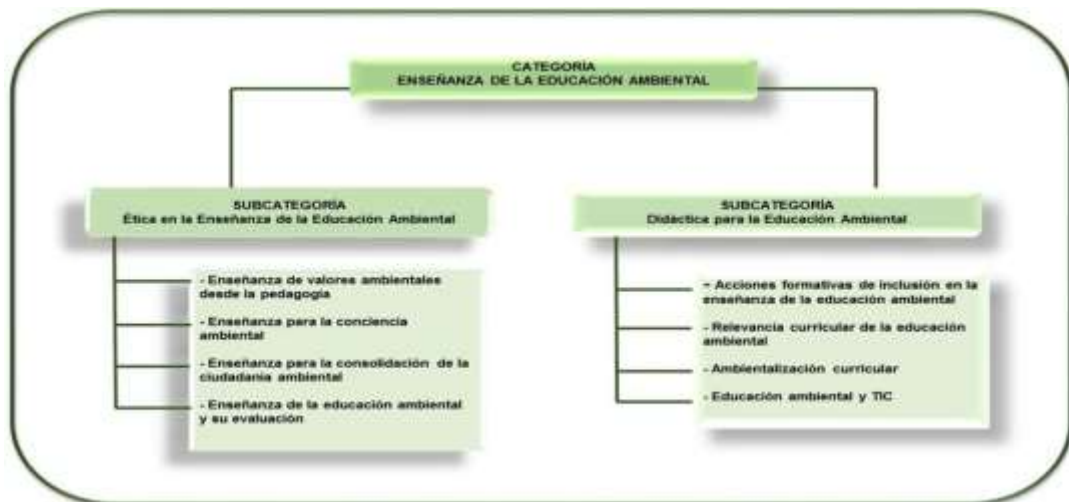 CATEGORÍA
ENSEÑANZA DE LA EDUCACIÓN AMBIENTAL
SUBCATEGORÍA
Ética en la Enseñanza de la Educación Ambiental
- Enseñanza de valores ambientales
desde la pedagogía
- Enseñanza para la conciencia
ambiental
- Enseñanza para la consolidación de la
ciudadanía ambiental
- Enseñanza de la educación ambiental
y su evaluación
SUBCATEGORÍA
Didáctica para la Educación Ambiental
- Acciones formativas de inclusión en la
enseñanza de la educación ambiental
- Relevancia curricular de la educación
ambiental
- Ambientalización curricular
- Educación ambiental y TIC